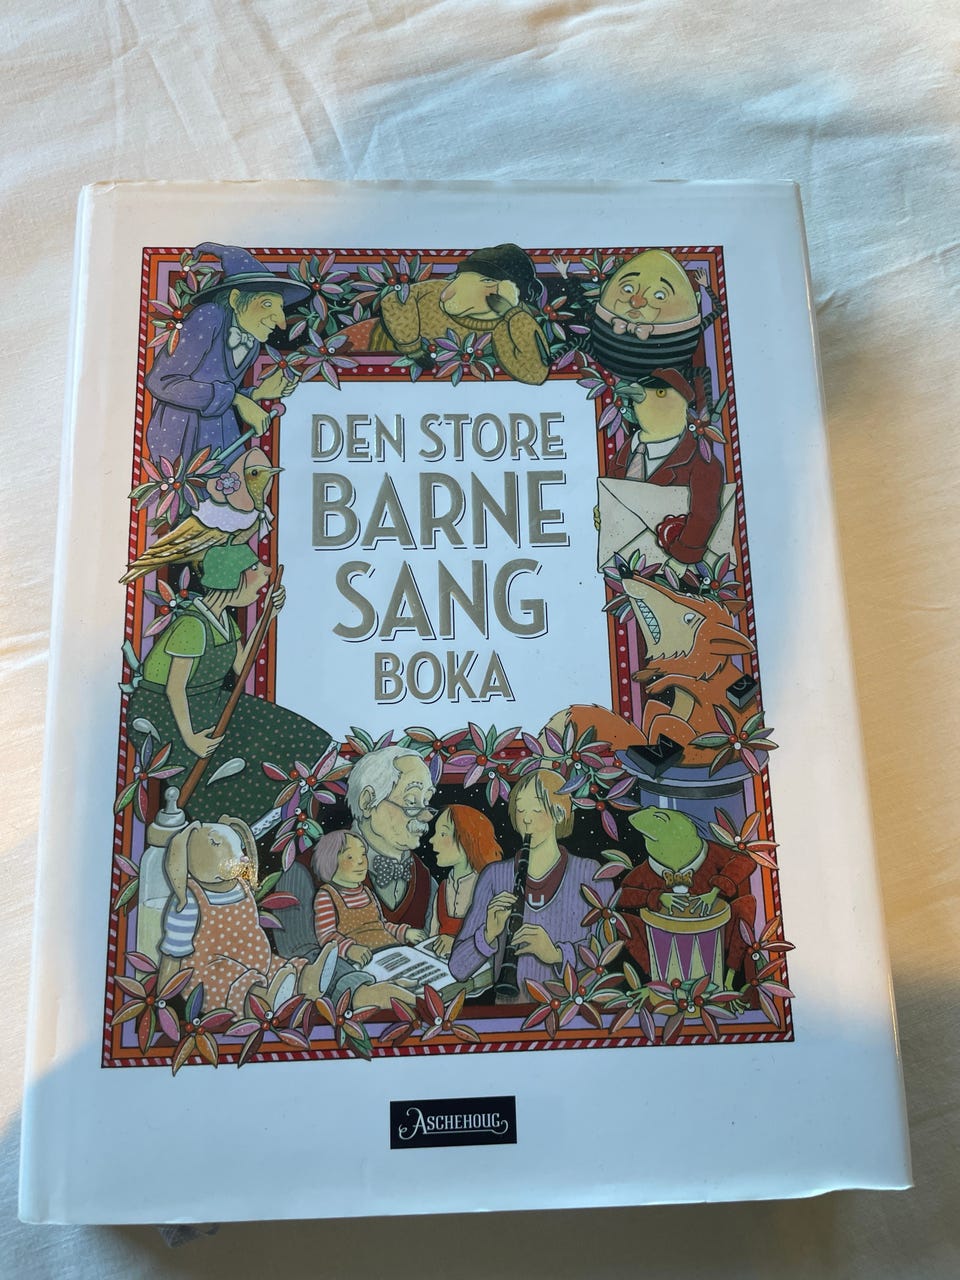 DEN STORE
BARNE
SANG
BOKA
ASCHEHOUG